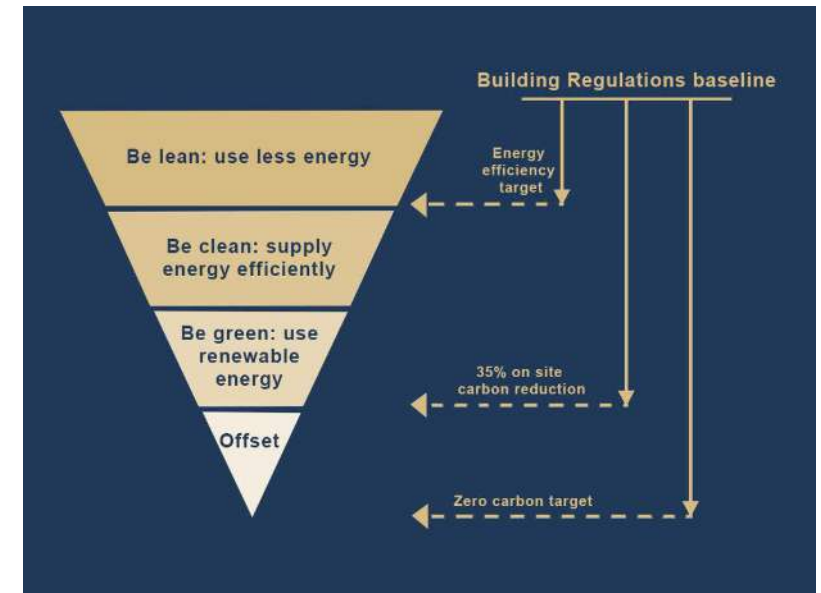 Building Regulations baseline
Be lean: use less energy
Energy
efficiency
target
Be clean: supply
energy efficiently
Be green: use
renewable
energy
35% on site
carbon reduction
Offset
Zero carbon target